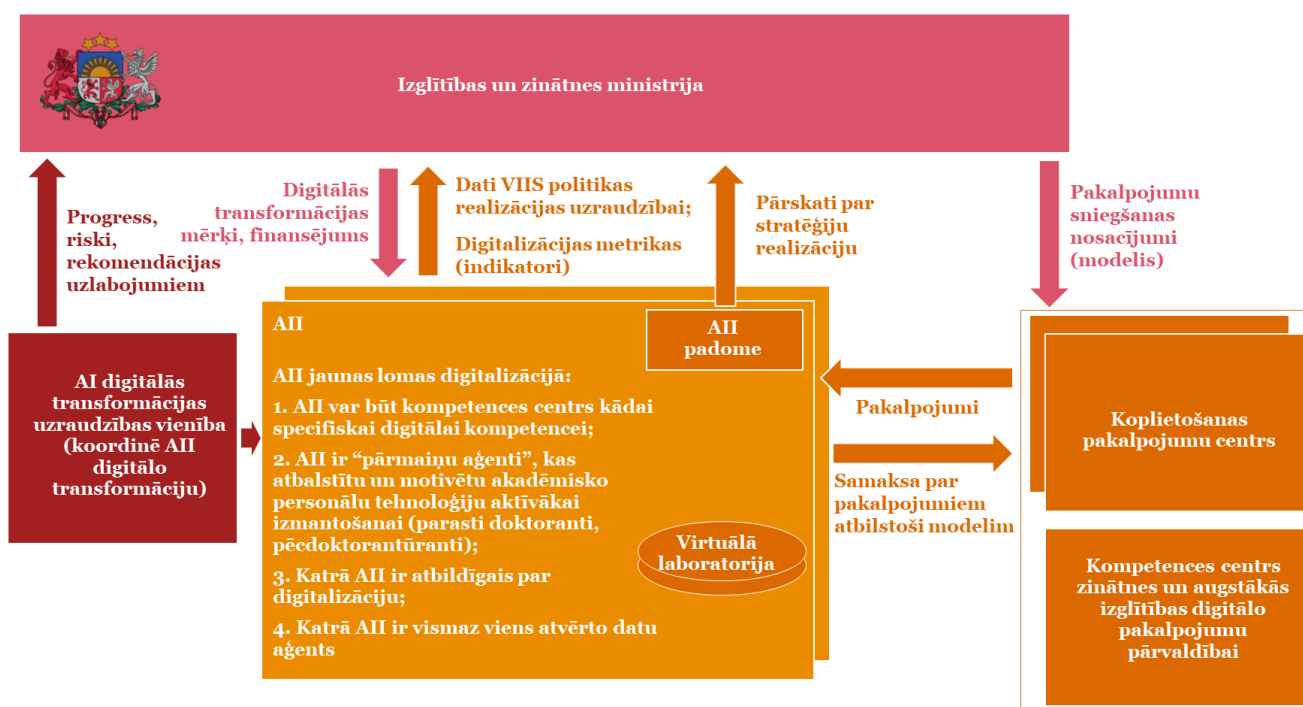 Izglītības un zinātnes ministrija
Progress,
riski,
rekomendācijas
uzlabojumiem
Digitālās
transformācijas
mērķi, finansējums
Dati VIIS politikas
realizācijas uzraudzībai;
Digitalizācijas metrikas
(indikatori)
Pārskati par
stratēģiju
realizāciju
Pakalpojumu
sniegšanas
nosacījumi
(modelis)
AI digitālās
transformācijas
uzraudzības vienība
(koordinē AII
digitālo
transformāciju)
AII
AII
padome
AII jaunas lomas digitalizācijā:
1. AII var būt kompetences centrs kādai
specifiskai digitālai kompetencei;
2. AII ir “pārmaiņu aģenti”, kas
atbalstītu un motivētu akadēmisko
personālu tehnoloģiju aktīvākai
izmantošanai (parasti doktoranti,
pēcdoktorantūranti);
3. Katrā AII ir atbildīgais par
digitalizāciju;
4. Katrā AII ir vismaz viens atvērto datu
aģents
Virtuālā
laboratorija
Pakalpojumi
Samaksa par
pakalpojumiem
atbilstoši modelim
Koplietošanas
pakalpojumu centrs
Kompetences centrs
zinātnes un augstākās
izglītības digitālo
pakalpojumu
pārvaldībai